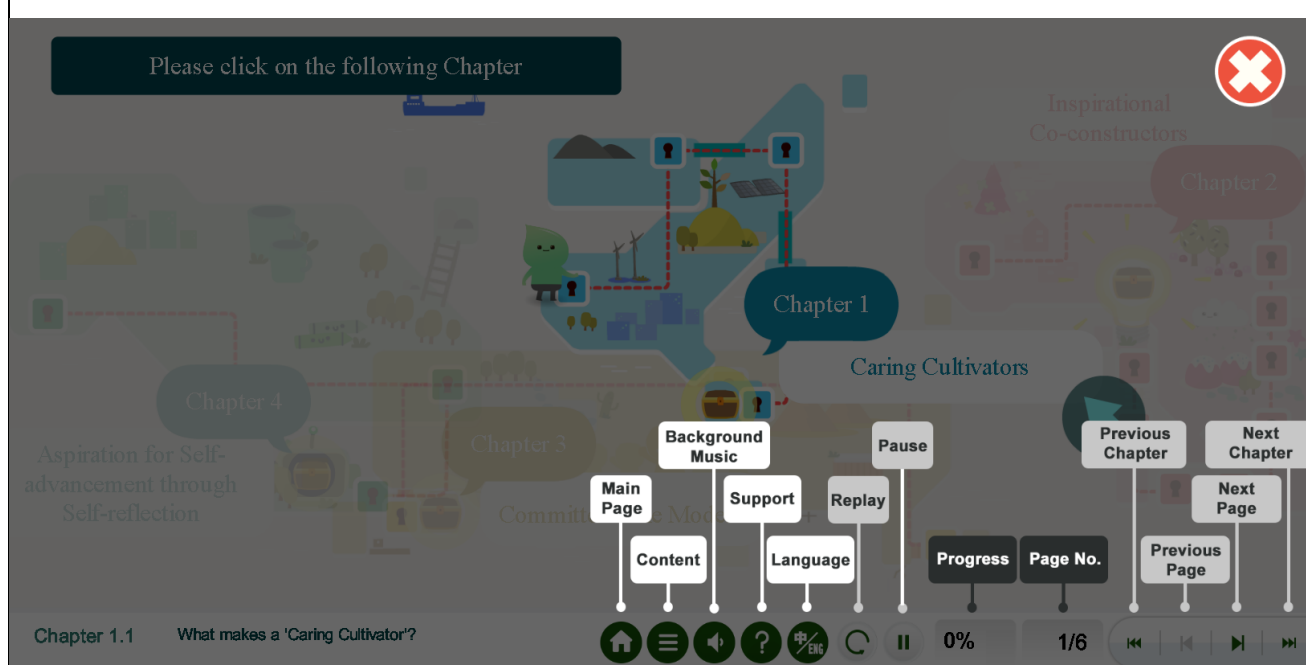 Please click on the following Chapter
Inspirational
Co-constructors
Chapter 2
Chapter 1
Caring Cultivators
Chapter 4
Chapter 3
Aspiration for Self-
advancement through
Self-reflection
Background
Music
Pause
Previous
Chapter
Next
Chapter
Main
Page
Support
Replay
Next
Page
Content
Language
Progress
Page No.
Previous
Page
Chapter 1.1
What makes a 'Caring Cultivator'?
?
中/ENG
0%
1/6